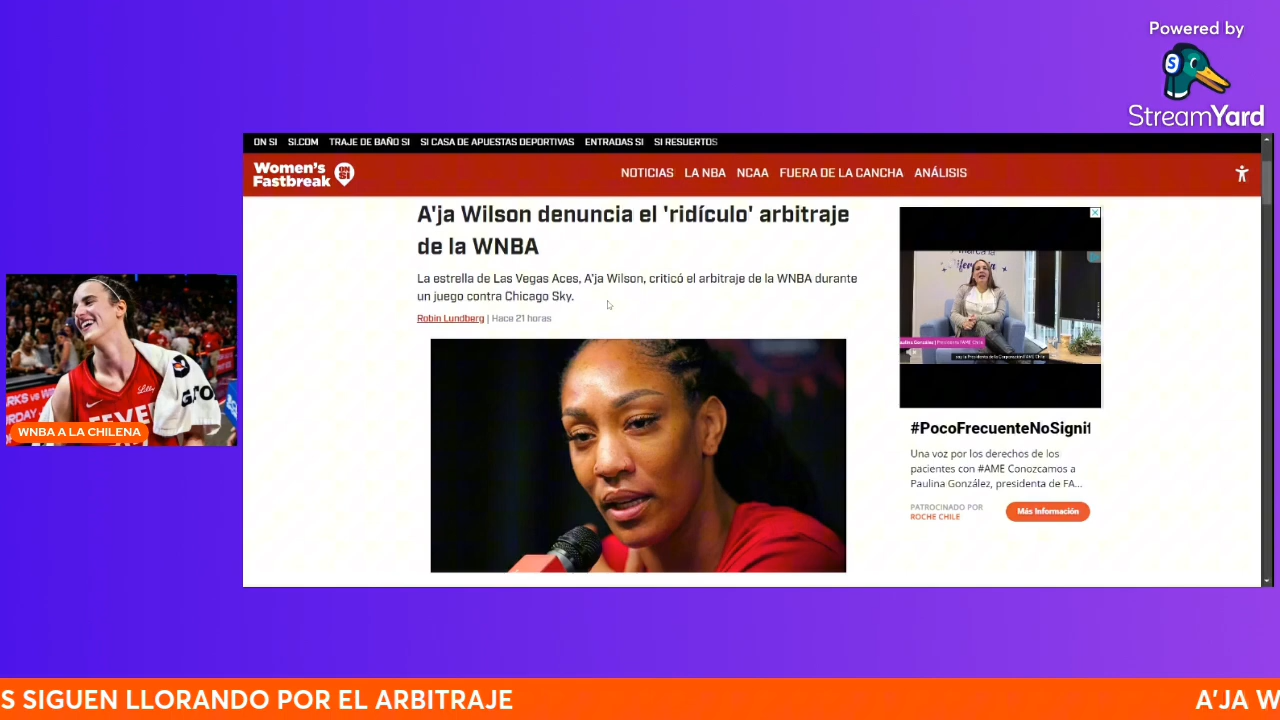 Powered by
StreamYard
ON SI SI.COM TRAJE DE BAÑO SI SI CASA DE APUESTAS DEPORTIVAS ENTRADAS SI SI RESUERTOS
Women's
Fastbreak
ON
SI
NOTICIAS LA NBA NCAA FUERA DE LA CANCHA ANÁLISIS
A'ja Wilson denuncia el 'ridículo' arbitraje
de la WNBA
La estrella de Las Vegas Aces, A'ja Wilson, criticó el arbitraje de la WNBA durante
un juego contra Chicago Sky.
Robin Lundberg | Hace 21 horas
#PocoFrecuenteNoSignif
Una voz por los derechos de los
pacientes con #AME Conozcamos a
Paulina González, presidenta de FA...
PATROCINADO POR
ROCHE CHILE
Más Información
FEVER
WNBA A LA CHILENA
S SIGUEN LLORANDO POR EL ARBITRAJE
A'JA W